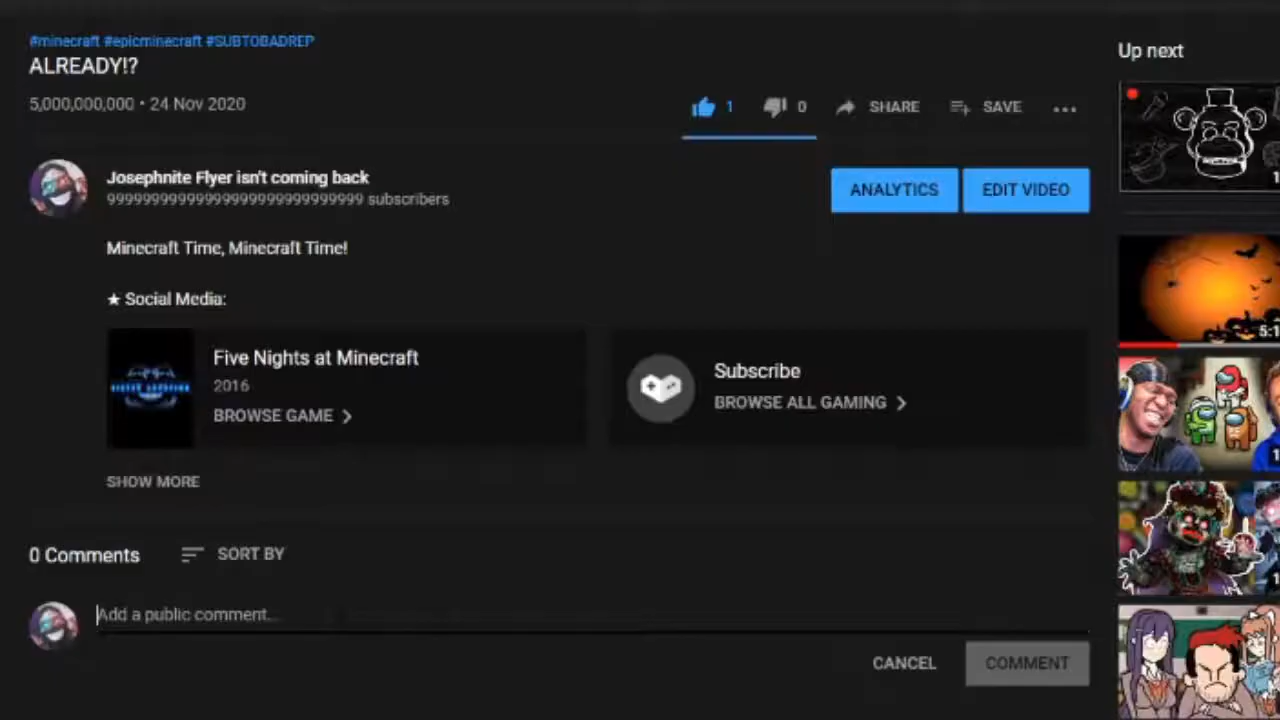 #minecraft #epicminecraft #SUBTOBADREP
ALREADY!?
5,000,000,000 • 24 Nov 2020
1
0
SHARE
SAVE
Josephnite Flyer isn't coming back
99999999999999999999999999999 subscribers
ANALYTICS
EDIT VIDEO
Minecraft Time, Minecraft Time!
★ Social Media:
Five Nights at Minecraft
2016
BROWSE GAME
Subscribe
BROWSE ALL GAMING
SHOW MORE
0 Comments
SORT BY
Add a public comment...
CANCEL
COMMENT
Up next